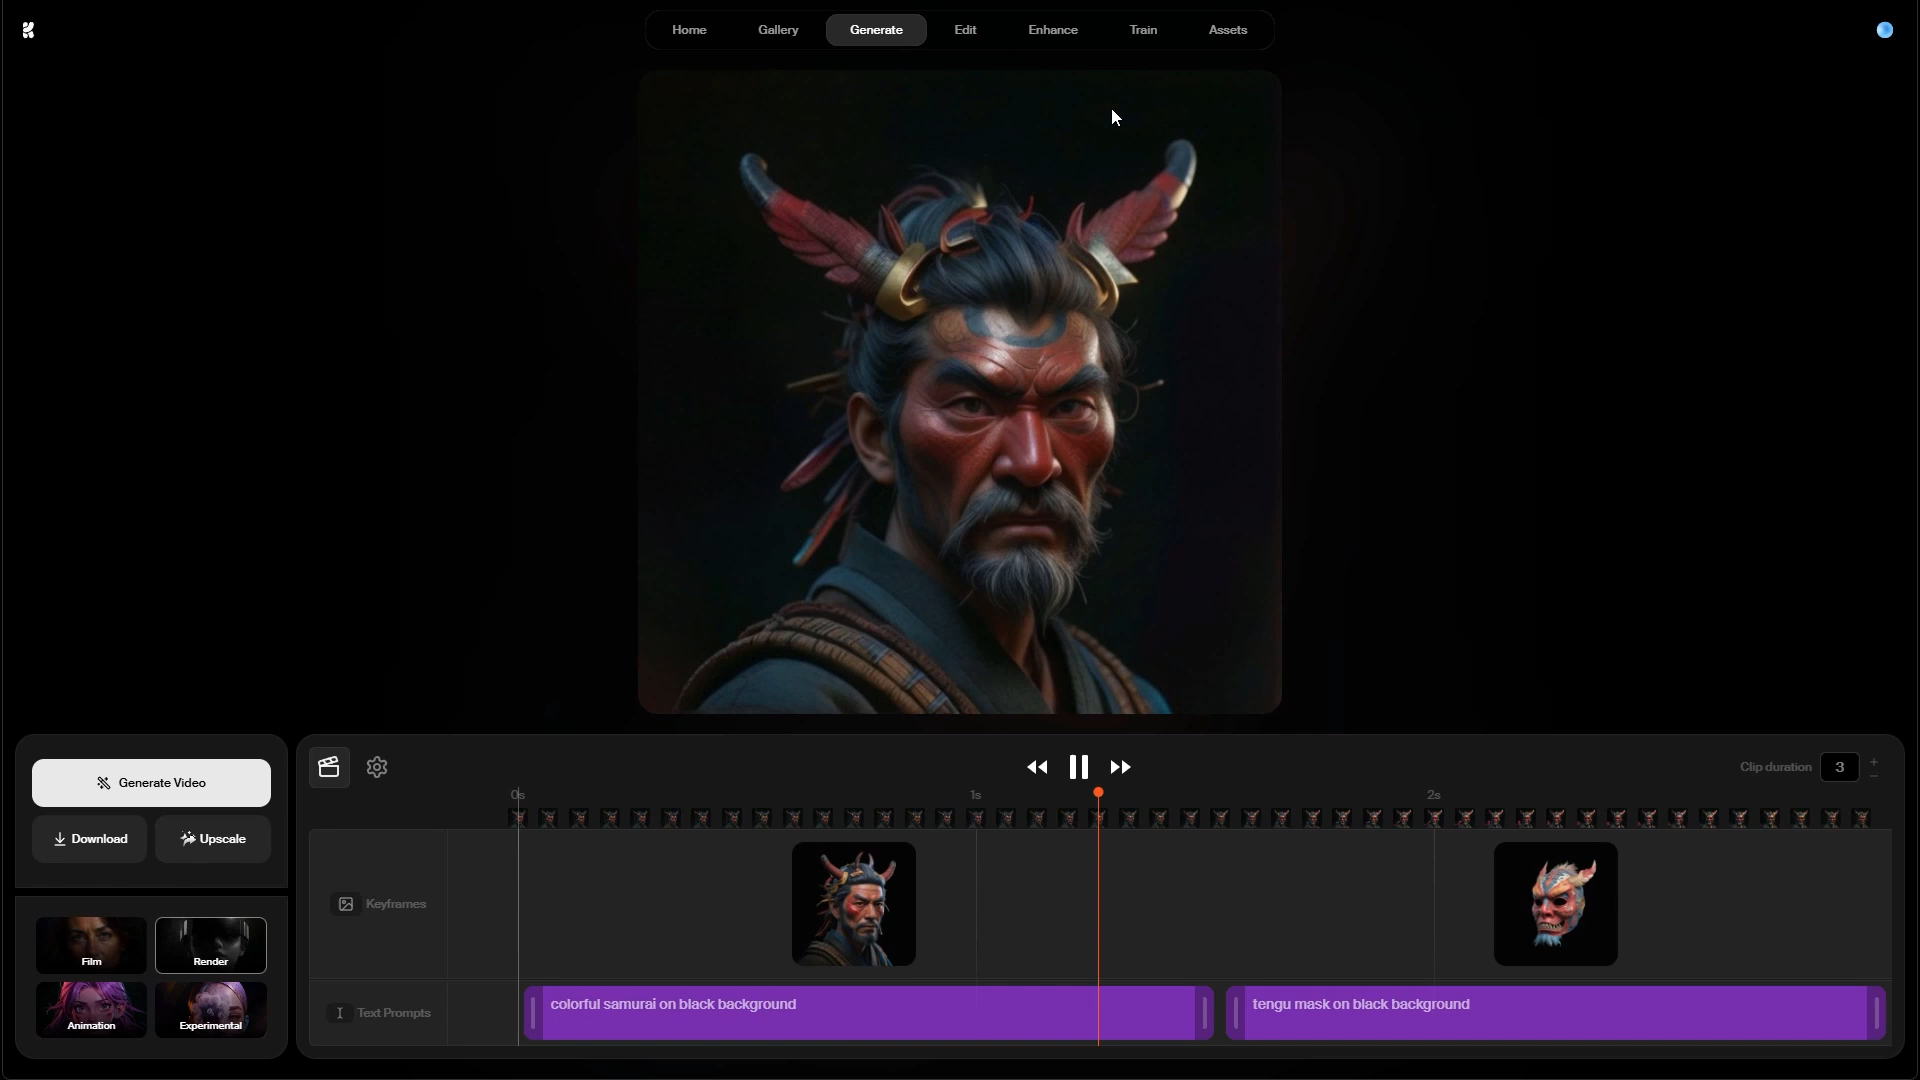 Home
Gallery
Generate
Edit
Enhance
Train
Assets
Generate Video
Download
Upscale
Film
Render
Animation
Experimental
Clip duration
3
0s
1s
2s
Keyframes
Text Prompts
colorful samurai on black background
tengu mask on black background